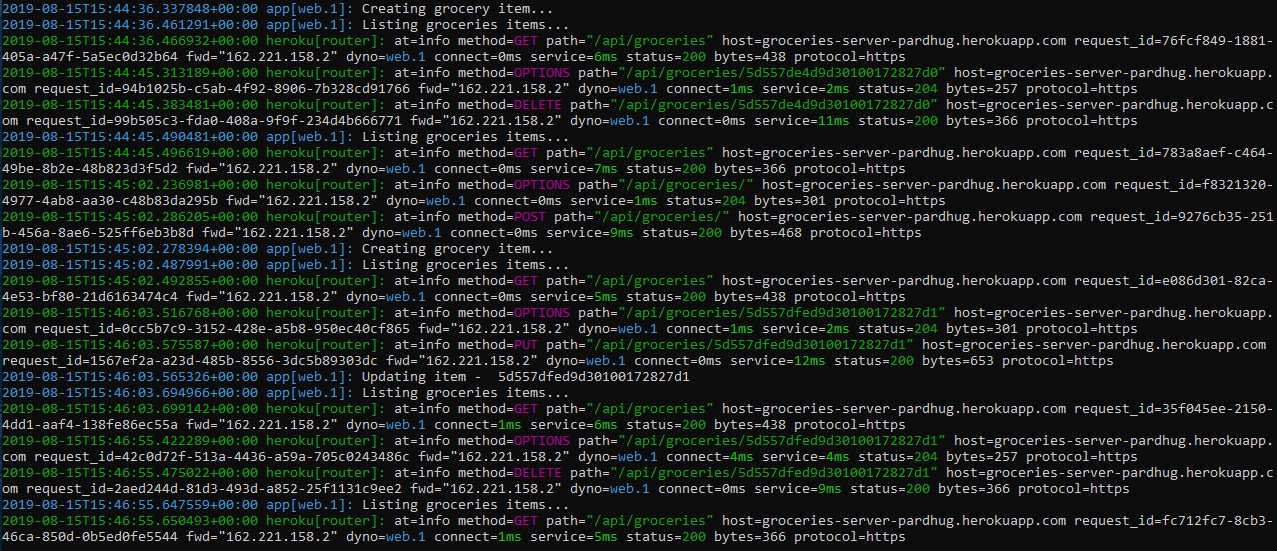 2019-08-15T15:44:36.337848+00:00 app[web.1]: Creating grocery item...
2019-08-15T15:44:36.461291+00:00 app[web.1]: Listing groceries items...
2019-08-15T15:44:36.466932+00:00 heroku[router]: at=info method=GET path="/api/groceries" host=groceries-server-pardhug.herokuapp.com request_id=76fcf849-1881-
405a-a47f-5a5ec0d32b64 fwd="162.221.158.2" dyno=web.1 connect=0ms service=6ms status=200 bytes=438 protocol=https
2019-08-15T15:44:45.313189+00:00 heroku[router]: at=info method=OPTIONS path="/api/groceries/5d557de4d9d30100172827d0" host=groceries-server-pardhug.herokuapp.
com request_id=94b1025b-c5ab-4f92-8906-7b328cd91766 fwd="162.221.158.2" dyno=web.1 connect=1ms service=2ms status=204 bytes=257 protocol=https
2019-08-15T15:44:45.383481+00:00 heroku[router]: at=info method=DELETE path="/api/groceries/5d557de4d9d30100172827d0" host=groceries-server-pardhug.herokuapp.c
om request_id=99b505c3-fda0-408a-9f9f-234d4b666771 fwd="162.221.158.2" dyno=web.1 connect=0ms service=11ms status=200 bytes=366 protocol=https
2019-08-15T15:44:45.490481+00:00 app[web.1]: Listing groceries items...
2019-08-15T15:44:45.496619+00:00 heroku[router]: at=info method=GET path="/api/groceries" host=groceries-server-pardhug.herokuapp.com request_id=783a8aef-c464-
49be-8b2e-48b823d3f5d2 fwd="162.221.158.2" dyno=web.1 connect=0ms service=7ms status=200 bytes=366 protocol=https
2019-08-15T15:45:02.236981+00:00 heroku[router]: at=info method=OPTIONS path="/api/groceries/" host=groceries-server-pardhug.herokuapp.com request_id=f8321320-
4977-4ab8-aa30-c48b83da295b fwd="162.221.158.2" dyno=web.1 connect=0ms service=1ms status=204 bytes=301 protocol=https
2019-08-15T15:45:02.286205+00:00 heroku[router]: at=info method=POST path="/api/groceries/" host=groceries-server-pardhug.herokuapp.com request_id=9276cb35-251
b-456a-8ae6-525ff6eb3b8d fwd="162.221.158.2" dyno=web.1 connect=0ms service=9ms status=200 bytes=468 protocol=https
2019-08-15T15:45:02.278394+00:00 app[web.1]: Creating grocery item...
2019-08-15T15:45:02.487991+00:00 app[web.1]: Listing groceries items...
2019-08-15T15:45:02.492855+00:00 heroku[router]: at=info method=GET path="/api/groceries" host=groceries-server-pardhug.herokuapp.com request_id=e086d301-82ca-
4e53-bf80-21d6163474c4 fwd="162.221.158.2" dyno=web.1 connect=0ms service=5ms status=200 bytes=438 protocol=https
2019-08-15T15:46:03.516768+00:00 heroku[router]: at=info method=OPTIONS path="/api/groceries/5d557dfed9d30100172827d1" host=groceries-server-pardhug.herokuapp.
com request_id=0cc5b7c9-3152-428e-a5b8-950ec40cf865 fwd="162.221.158.2" dyno=web.1 connect=1ms service=2ms status=204 bytes=301 protocol=https
2019-08-15T15:46:03.575587+00:00 heroku[router]: at=info method=PUT path="/api/groceries/5d557dfed9d30100172827d1" host=groceries-server-pardhug.herokuapp.com
request_id=1567ef2a-a23d-485b-8556-3dc5b89303dc fwd="162.221.158.2" dyno=web.1 connect=0ms service=12ms status=200 bytes=653 protocol=https
2019-08-15T15:46:03.565326+00:00 app[web.1]: Updating item -  5d557dfed9d30100172827d1
2019-08-15T15:46:03.694966+00:00 app[web.1]: Listing groceries items...
2019-08-15T15:46:03.699142+00:00 heroku[router]: at=info method=GET path="/api/groceries" host=groceries-server-pardhug.herokuapp.com request_id=35f045ee-2150-
4dd1-aaf4-138fe86ec55a fwd="162.221.158.2" dyno=web.1 connect=1ms service=6ms status=200 bytes=438 protocol=https
2019-08-15T15:46:55.422289+00:00 heroku[router]: at=info method=OPTIONS path="/api/groceries/5d557dfed9d30100172827d1" host=groceries-server-pardhug.herokuapp.
com request_id=42c0d72f-513a-4436-a59a-705c0243486c fwd="162.221.158.2" dyno=web.1 connect=4ms service=4ms status=204 bytes=257 protocol=https
2019-08-15T15:46:55.475022+00:00 heroku[router]: at=info method=DELETE path="/api/groceries/5d557dfed9d30100172827d1" host=groceries-server-pardhug.herokuapp.c
om request_id=2aed244d-81d3-493d-a852-25f1131c9ee2 fwd="162.221.158.2" dyno=web.1 connect=0ms service=9ms status=200 bytes=366 protocol=https
2019-08-15T15:46:55.647559+00:00 app[web.1]: Listing groceries items...
2019-08-15T15:46:55.650493+00:00 heroku[router]: at=info method=GET path="/api/groceries" host=groceries-server-pardhug.herokuapp.com request_id=fc712fc7-8cb3-
46ca-850d-0b5ed0fe5544 fwd="162.221.158.2" dyno=web.1 connect=1ms service=5ms status=200 bytes=366 protocol=https